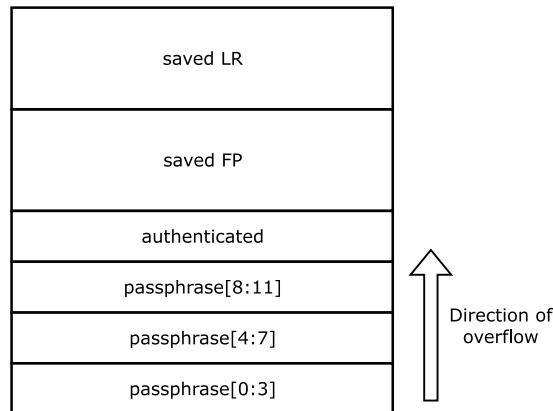 saved LR
saved FP
authenticated
passphrase[8:11]
passphrase[4:7]
passphrase[0:3]
Direction of
overflow